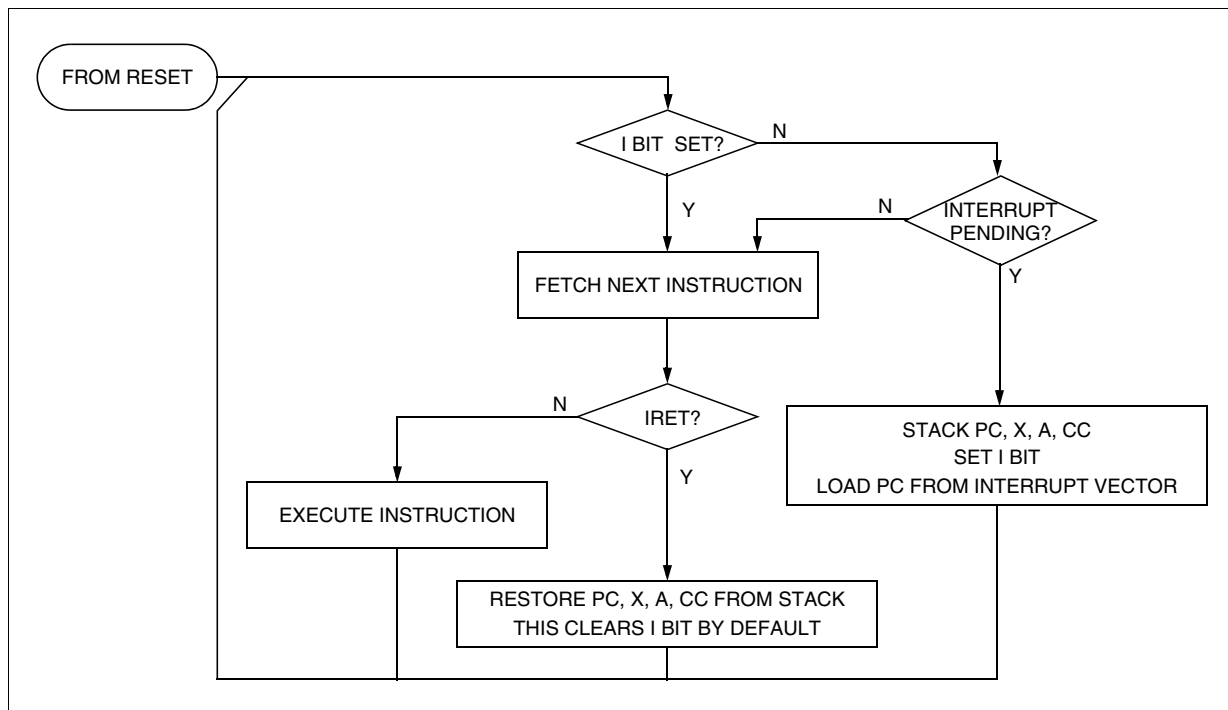 FROM RESET
I BIT SET?
N
Y
N
INTERRUPT
PENDING?
Y
FETCH NEXT INSTRUCTION
N
IRET?
Y
STACK PC, X, A, CC
SET I BIT
LOAD PC FROM INTERRUPT VECTOR
EXECUTE INSTRUCTION
RESTORE PC, X, A, CC FROM STACK
THIS CLEARS I BIT BY DEFAULT